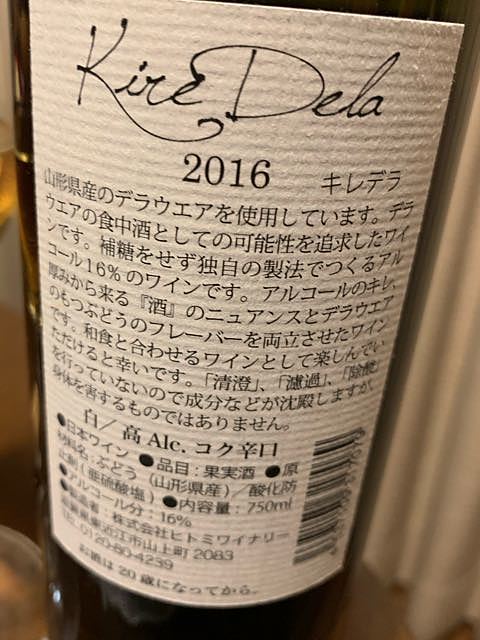 Kire Dela
2016 キレデラ
山形県産のデラウエアを使用しています。デラ
ウエアの食中酒としての可能性を追求したワイ
ンです。補糖をせず独自の製法でつくるアル
コール16%のワインです。アルコールのキレ、
厚みから来る『酒』のニュアンスとデラウエア
のもつぶどうのフレーバーを両立させたワイン
です。和食と合わせるワインとして楽しんでい
ただけると幸いです。「清澄」、「濾過」、「除酸」
を行っていないので成分などが沈殿しますが、
身体を害するものではありません。
白/高Alc. コク辛口
●日本ワイン ●品目:果実酒 ●原
材料名:ぶどう(山形県産)/酸化防
止剤(亜硫酸塩) ●内容量:750ml
●アルコール分:16%
●製造者:株式会社ヒトミワイナリー
滋賀県東近江市山上町2083
TEL 0120-80-4239
お酒は20歳になってから。